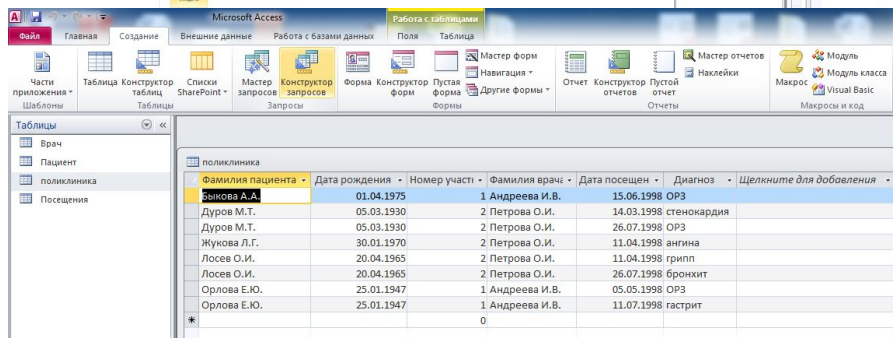 Microsoft Access
Работа с таблицами
Файл Главная Создание Внешние данные Работа с базами данных Поля Таблица
Части приложения
Таблица
Конструктор таблиц
Списки SharePoint
Мастер запросов
Конструктор запросов
Форма
Конструктор форм
Пустая форма
Мастер форм
Навигация
Другие формы
Отчет
Конструктор отчетов
Пустой отчет
Мастер отчетов
Наклейки
Макрос
Модуль
Модуль класса
Visual Basic
Шаблоны Таблицы Запросы Формы Отчеты Макросы и код
Таблицы
Врач
Пациент
поликлиника
Посещения
поликлиника
Фамилия пациента Дата рождения Номер участн Фамилия врача Дата посещен Диагноз Щелкните для добавления
Быкова А.А. 01.04.1975 1 Андреева И.В. 15.06.1998 ОРЗ
Дуров М.Т. 05.03.1930 2 Петрова О.И. 14.03.1998 стенокардия
Дуров М.Т. 05.03.1930 2 Петрова О.И. 26.07.1998 ОРЗ
Жукова Л.Г. 30.01.1970 2 Петрова О.И. 11.04.1998 ангина
Лосев О.И. 20.04.1965 2 Петрова О.И. 11.04.1998 грипп
Лосев О.И. 20.04.1965 2 Петрова О.И. 26.07.1998 бронхит
Орлова Е.Ю. 25.01.1947 1 Андреева И.В. 05.05.1998 ОРЗ
Орлова Е.Ю. 25.01.1947 1 Андреева И.В. 11.07.1998 гастрит
0